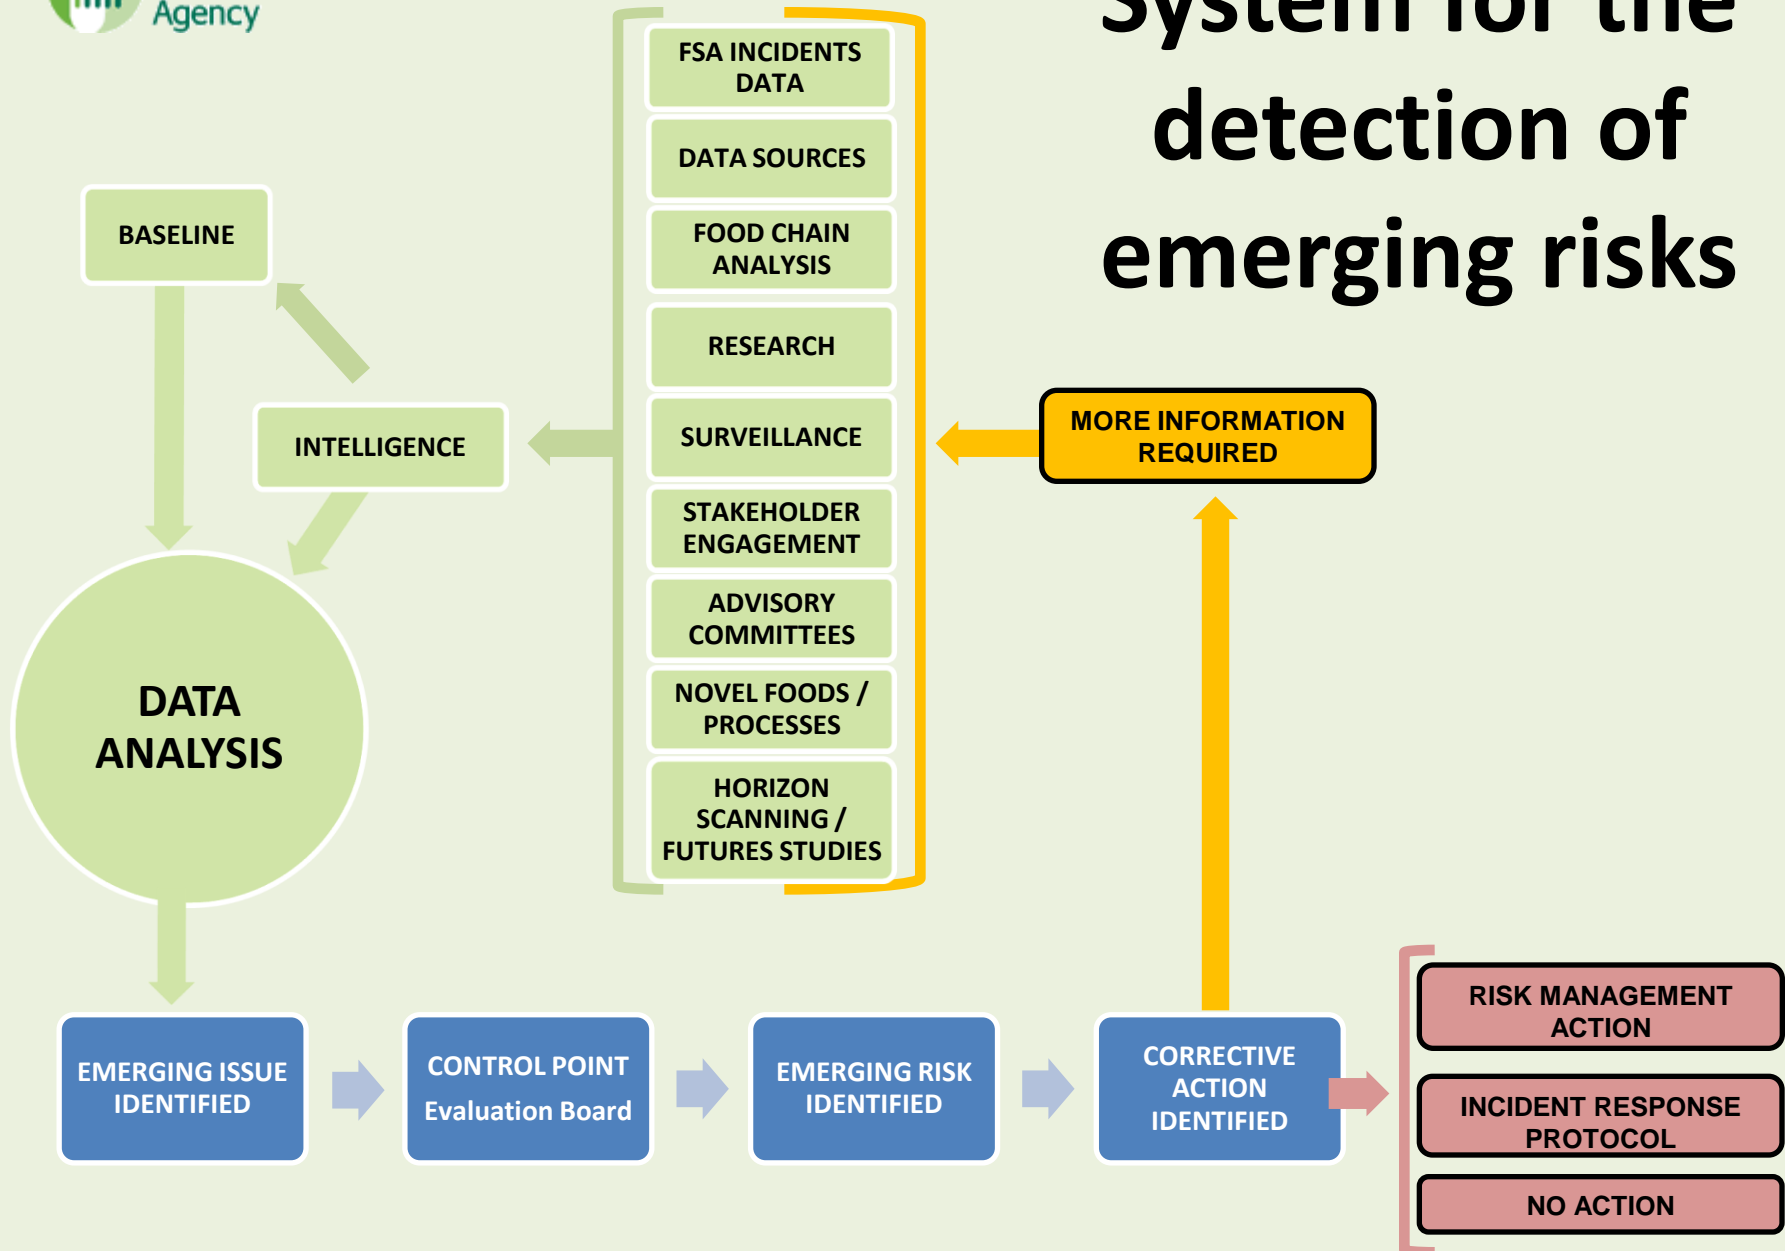 Agency
System for the
detection of
emerging risks
FSA INCIDENTS
DATA
DATA SOURCES
FOOD CHAIN
ANALYSIS
RESEARCH
SURVEILLANCE
STAKEHOLDER
ENGAGEMENT
ADVISORY
COMMITTEES
NOVEL FOODS /
PROCESSES
HORIZON
SCANNING /
FUTURES STUDIES
BASELINE
INTELLIGENCE
MORE INFORMATION
REQUIRED
DATA
ANALYSIS
EMERGING ISSUE
IDENTIFIED
CONTROL POINT
Evaluation Board
EMERGING RISK
IDENTIFIED
CORRECTIVE
ACTION
IDENTIFIED
RISK MANAGEMENT
ACTION
INCIDENT RESPONSE
PROTOCOL
NO ACTION